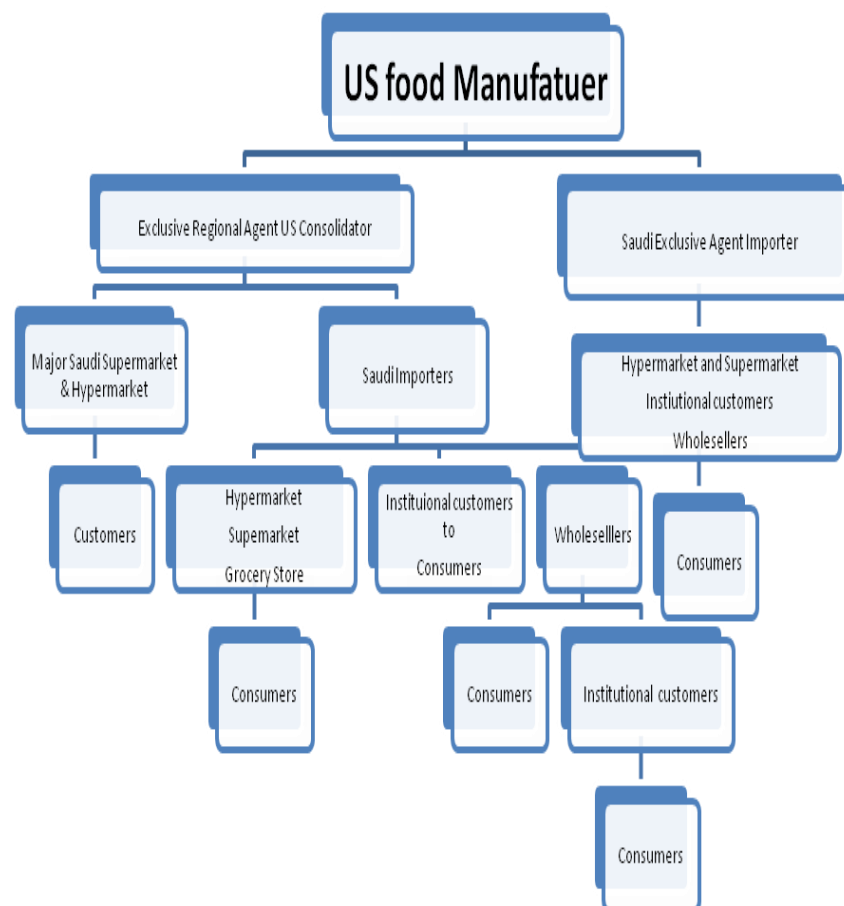 US food Manufatuer
Exclusive Regional Agent US Consolidator
Saudi Exclusive Agent Importer
Major Saudi Supermarket
& Hypermarket
Saudi Importers
Hypermarket and Supermarket
Instiutional customers
Wholesellers
Customers
Hypermarket
Supemarket
Grocery Store
Instituional customers
to
Consumers
Wholeselllers
Consumers
Consumers
Consumers
Institutional customers
Consumers